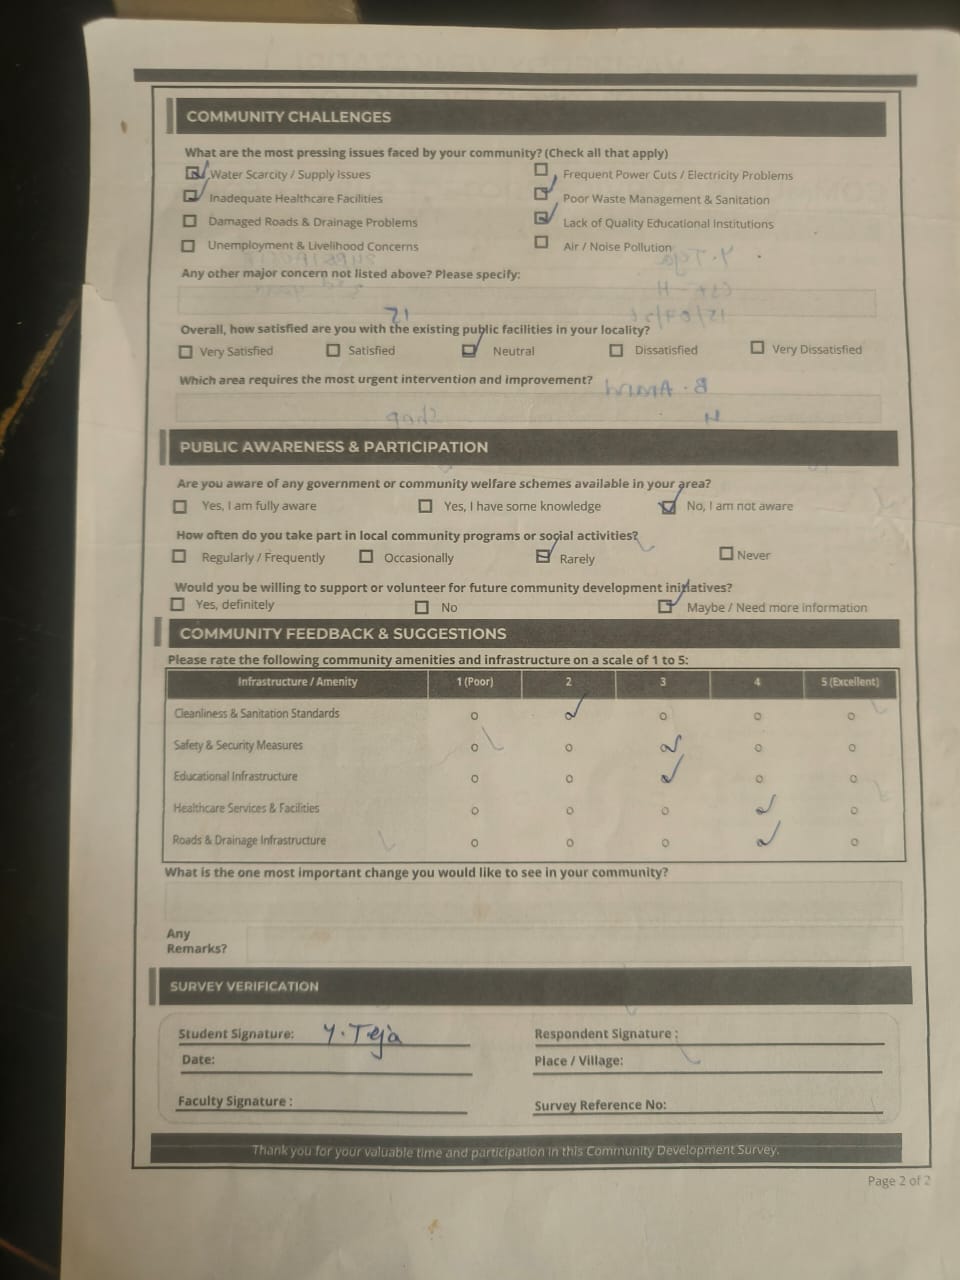 COMMUNITY CHALLENGES
What are the most pressing issues faced by your community? (Check all that apply)
Water Scarcity / Supply Issues
Frequent Power Cuts / Electricity Problems
Inadequate Healthcare Facilities
Poor Waste Management & Sanitation
Damaged Roads & Drainage Problems
Lack of Quality Educational Institutions
Unemployment & Livelihood Concerns
Air / Noise Pollution
Any other major concern not listed above? Please specify:
Overall, how satisfied are you with the existing public facilities in your locality?
Very Satisfied Satisfied Neutral Dissatisfied Very Dissatisfied
Which area requires the most urgent intervention and improvement?
PUBLIC AWARENESS & PARTICIPATION
Are you aware of any government or community welfare schemes available in your area?
Yes, I am fully aware Yes, I have some knowledge No, I am not aware
How often do you take part in local community programs or social activities?
Regularly / Frequently Occasionally Rarely Never
Would you be willing to support or volunteer for future community development initiatives?
Yes, definitely No Maybe / Need more information
COMMUNITY FEEDBACK & SUGGESTIONS
Please rate the following community amenities and infrastructure on a scale of 1 to 5:
Infrastructure / Amenity 1 (Poor) 2 3 4 5 (Excellent)
Cleanliness & Sanitation Standards
Safety & Security Measures
Educational Infrastructure
Healthcare Services & Facilities
Roads & Drainage Infrastructure
What is the one most important change you would like to see in your community?
Any
Remarks?
SURVEY VERIFICATION
Student Signature: Y. Teja Respondent Signature :
Date: Place / Village:
Faculty Signature : Survey Reference No:
Thank you for your valuable time and participation in this Community Development Survey.
Page 2 of 2